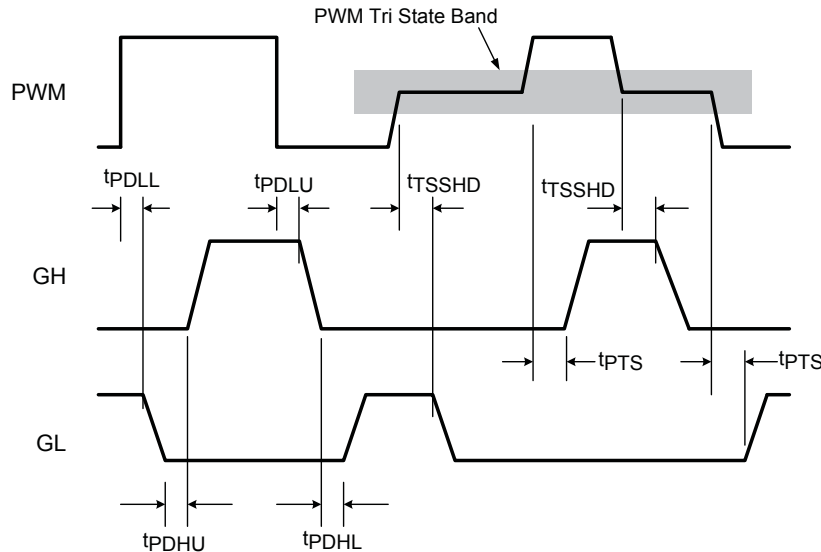 PWM Tri State Band
PWM
tPDLL
tPDLU
tTSSHD
tTSSHD
GH
tPTS
tPTS
GL
tPDHU
tPDHL